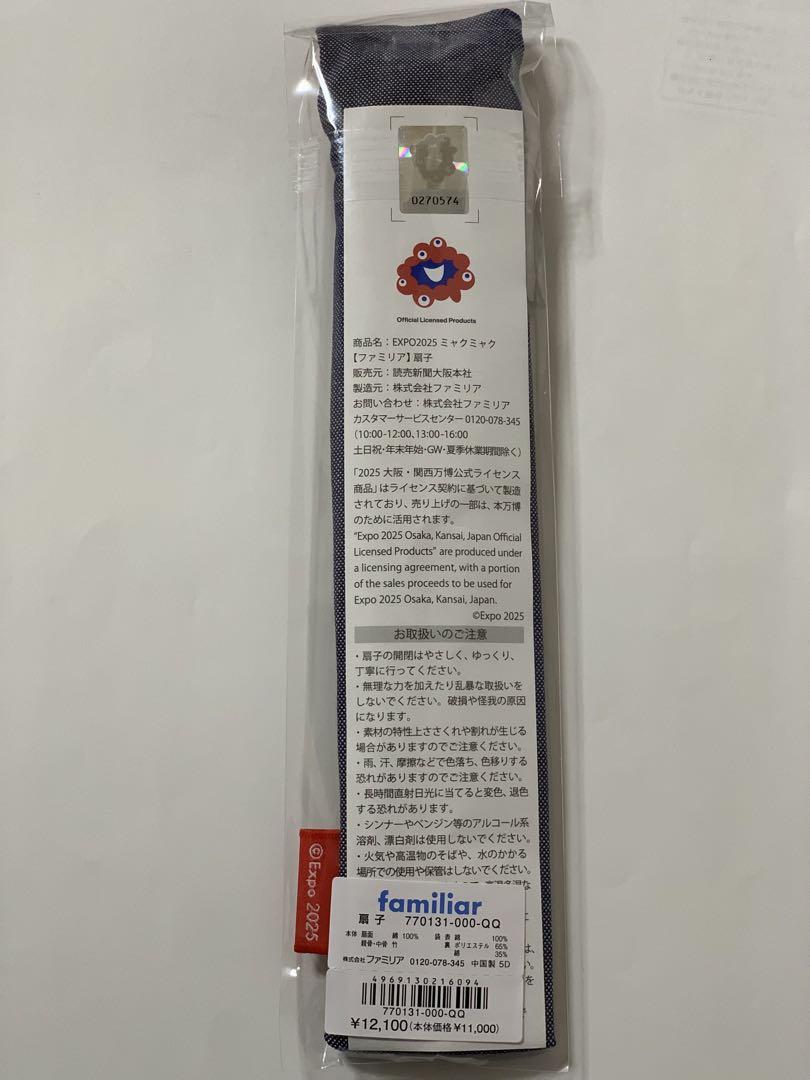 0270574
Official Licensed Products
商品名：EXPO2025 ミャクミャク
【ファミリア】扇子
販売元：読売新聞大阪本社
製造元：株式会社ファミリア
お問い合わせ：株式会社ファミリア
カスタマーサービスセンター 0120-078-345
（10:00-12:00、13:00-16:00
土日祝・年末年始・GW・夏季休業期間除く）
「2025 大阪・関西万博公式ライセンス
商品」はライセンス契約に基づいて製造
されており、売り上げの一部は、本万博
のために活用されます。
“Expo 2025 Osaka, Kansai, Japan Official
Licensed Products” are produced under
a licensing agreement, with a portion
of the sales proceeds to be used for
Expo 2025 Osaka, Kansai, Japan.
©Expo 2025
お取扱いのご注意
・扇子の開閉はやさしく、ゆっくり、
丁寧に行ってください。
・無理な力を加えたり乱暴な取扱いを
しないでください。破損や怪我の原因
になります。
・素材の特性上ささくれや割れが生じる
場合がありますのでご注意ください。
・雨、汗、摩擦などで色落ち、色移りする
恐れがありますのでご注意ください。
・長時間直射日光に当てると変色、退色
する恐れがあります。
・シンナーやベンジン等のアルコール系
溶剤、漂白剤は使用しないでください。
・火気や高温物のそばや、水のかかる
場所での使用や保管はしないでください。
©Expo 2025
familiar
扇子 770131-000-QQ
本体 扇面 綿 100% 袋 表 綿 100%
親骨・中骨 竹 裏 ポリエステル 65%
綿 35%
株式会社ファミリア 0120-078-345 中国製 5D
4969130216094
770131-000-QQ
¥12,100(本体価格¥11,000)